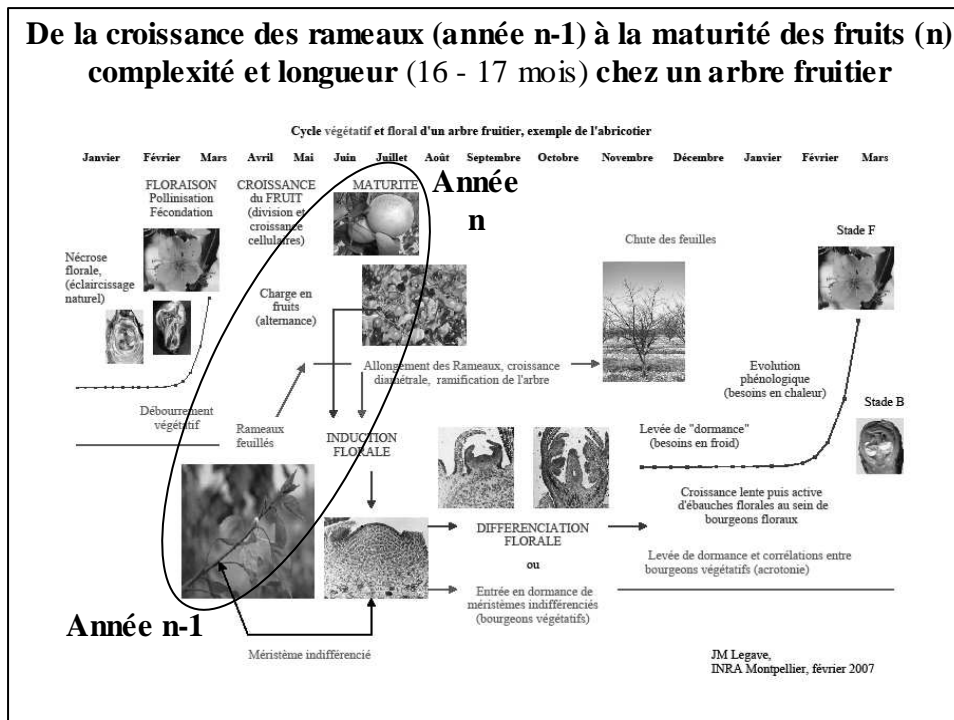 De la croissance des rameaux (année n-1) à la maturité des fruits (n)
complexité et longueur (16 - 17 mois) chez un arbre fruitier
Cycle végétatif et floral d'un arbre fruitier, exemple de l'abricotier
Janvier Février Mars Avril Mai Juin Juillet Août Septembre Octobre Novembre Décembre Janvier Février Mars
FLORAISON
Pollinisation
Fécondation
CROISSANCE
du FRUIT
(division et
croissance
cellulaires)
MATURITE
Année
n
Nécrose
florale,
(éclaircissage
naturel)
Charge en
fruits
(alternance)
Chute des feuilles
Stade F
Allongement des Rameaux, croissance
diamétrale, ramification de l'arbre
Evolution
phénologique
(besoins en chaleur)
Stade B
Débourrement
végétatif
Rameaux
feuillés
INDUCTION
FLORALE
Levée de "dormance"
(besoins en froid)
Croissance lente puis active
d'ébauches florales au sein de
bourgeons floraux
DIFFERENCIATION
FLORALE
ou
Entrée en dormance de
méristèmes indifférenciés
(bourgeons végétatifs)
Levée de dormance et corrélations entre
bourgeons végétatifs (acrotonie)
Année n-1
Méristème indifférencié
JM Legave,
INRA Montpellier, février 2007